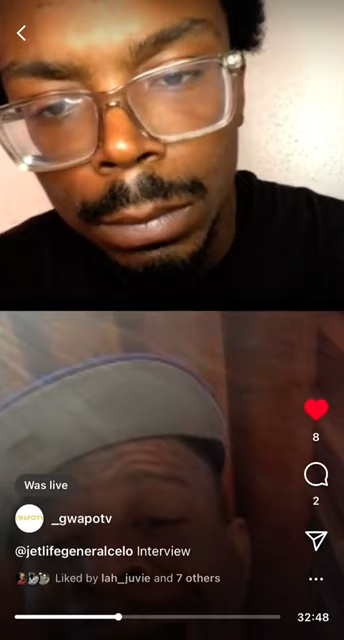 Was live
_gwapotv
@jetlifegeneralcelo Interview
Liked by lah_juvie and 7 others
8
2
32:48